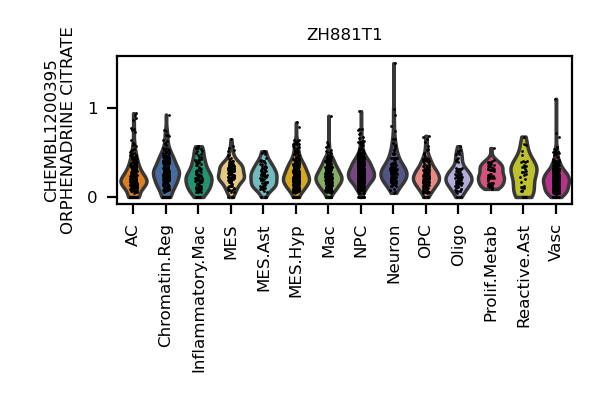 ZH881T1
CHEMBL1200395
ORPHENADRINE CITRATE
1
0
AC
Chromatin.Reg
Inflammatory.Mac
MES
MES.Ast
MES.Hyp
Mac
NPC
Neuron
OPC
Oligo
Prolif.Metab
Reactive.Ast
Vasc